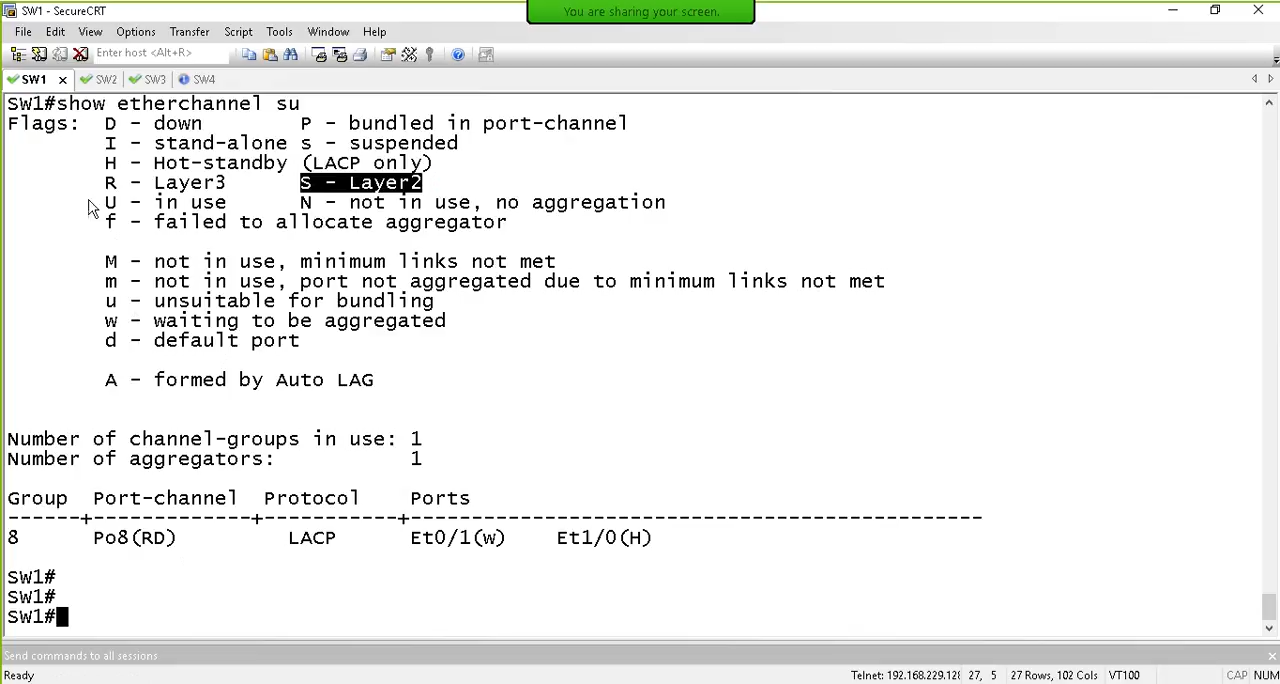 SW1 - SecureCRT
You are sharing your screen.
File Edit View Options Transfer Script Tools Window Help
Enter host <Alt+R>
SW1 SW2 SW3 SW4
SW1#show etherchannel su
Flags: D - down P - bundled in port-channel
I - stand-alone s - suspended
H - Hot-standby (LACP only)
R - Layer3 S - Layer2
U - in use N - not in use, no aggregation
f - failed to allocate aggregator
M - not in use, minimum links not met
m - not in use, port not aggregated due to minimum links not met
u - unsuitable for bundling
w - waiting to be aggregated
d - default port
A - formed by Auto LAG
Number of channel-groups in use: 1
Number of aggregators: 1
Group Port-channel Protocol Ports
------+-------------+-----------+-----------------------------------------------
8 Po8(RD) LACP Et0/1(w) Et1/0(H)
SW1#
SW1#
SW1#
Send commands to all sessions
Ready Telnet: 192.168.229.12 27, 5 27 Rows, 102 Cols VT100 CAP NUM